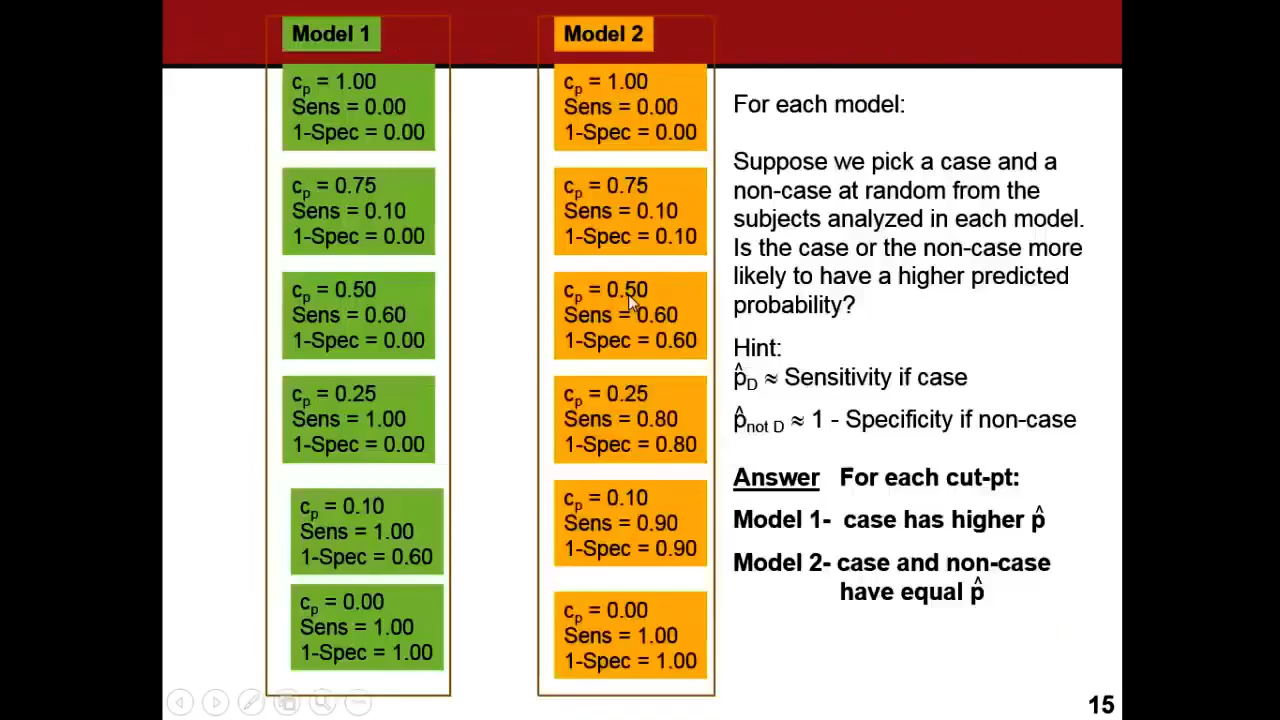 Model 1
c_p = 1.00
Sens = 0.00
1-Spec = 0.00
c_p = 0.75
Sens = 0.10
1-Spec = 0.00
c_p = 0.50
Sens = 0.60
1-Spec = 0.00
c_p = 0.25
Sens = 1.00
1-Spec = 0.00
c_p = 0.10
Sens = 1.00
1-Spec = 0.60
c_p = 0.00
Sens = 1.00
1-Spec = 1.00
Model 2
c_p = 1.00
Sens = 0.00
1-Spec = 0.00
c_p = 0.75
Sens = 0.10
1-Spec = 0.10
c_p = 0.50
Sens = 0.60
1-Spec = 0.60
c_p = 0.25
Sens = 0.80
1-Spec = 0.80
c_p = 0.10
Sens = 0.90
1-Spec = 0.90
c_p = 0.00
Sens = 1.00
1-Spec = 1.00
For each model:
Suppose we pick a case and a
non-case at random from the
subjects analyzed in each model.
Is the case or the non-case more
likely to have a higher predicted
probability?
Hint:
p̂_D ≈ Sensitivity if case
p̂_not D ≈ 1 - Specificity if non-case
Answer For each cut-pt:
Model 1- case has higher p̂
Model 2- case and non-case
have equal p̂
15